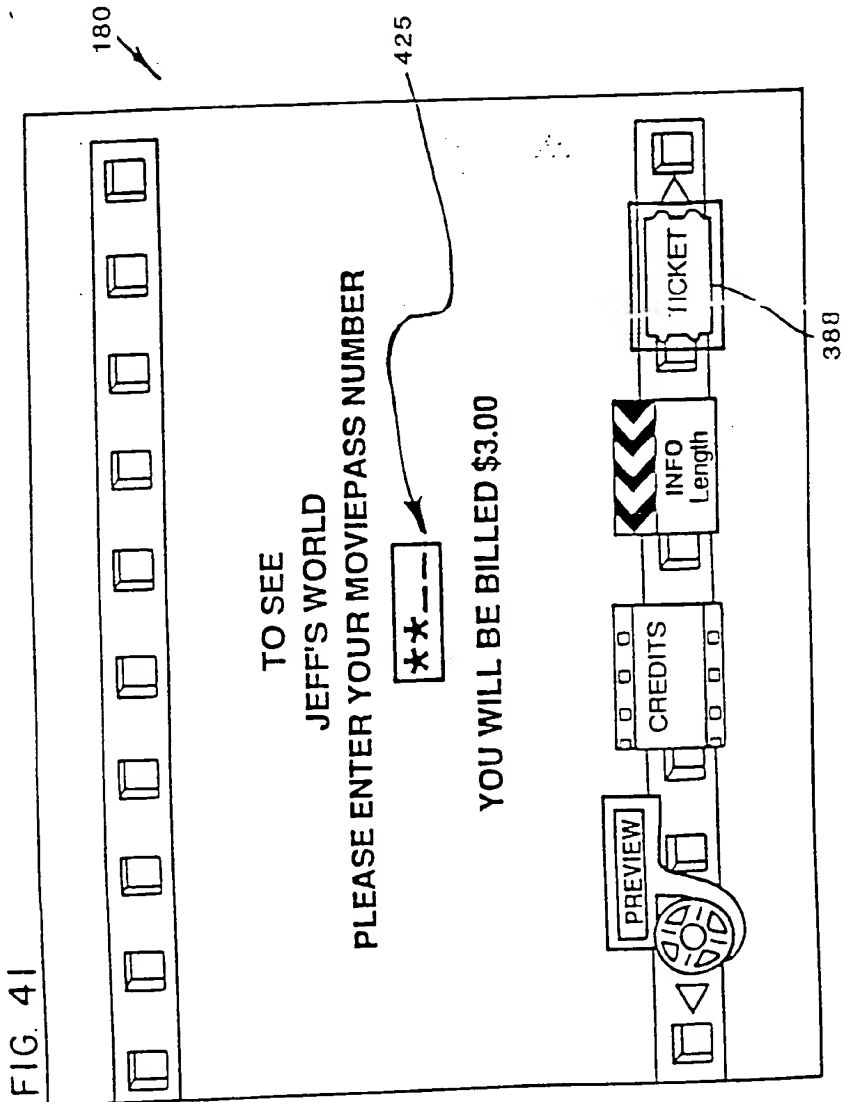 FIG. 41
180
TO SEE
JEFF'S WORLD
PLEASE ENTER YOUR MOVIEPASS NUMBER
**__
425
YOU WILL BE BILLED $3.00
PREVIEW
CREDITS
INFO
Length
TICKET
388